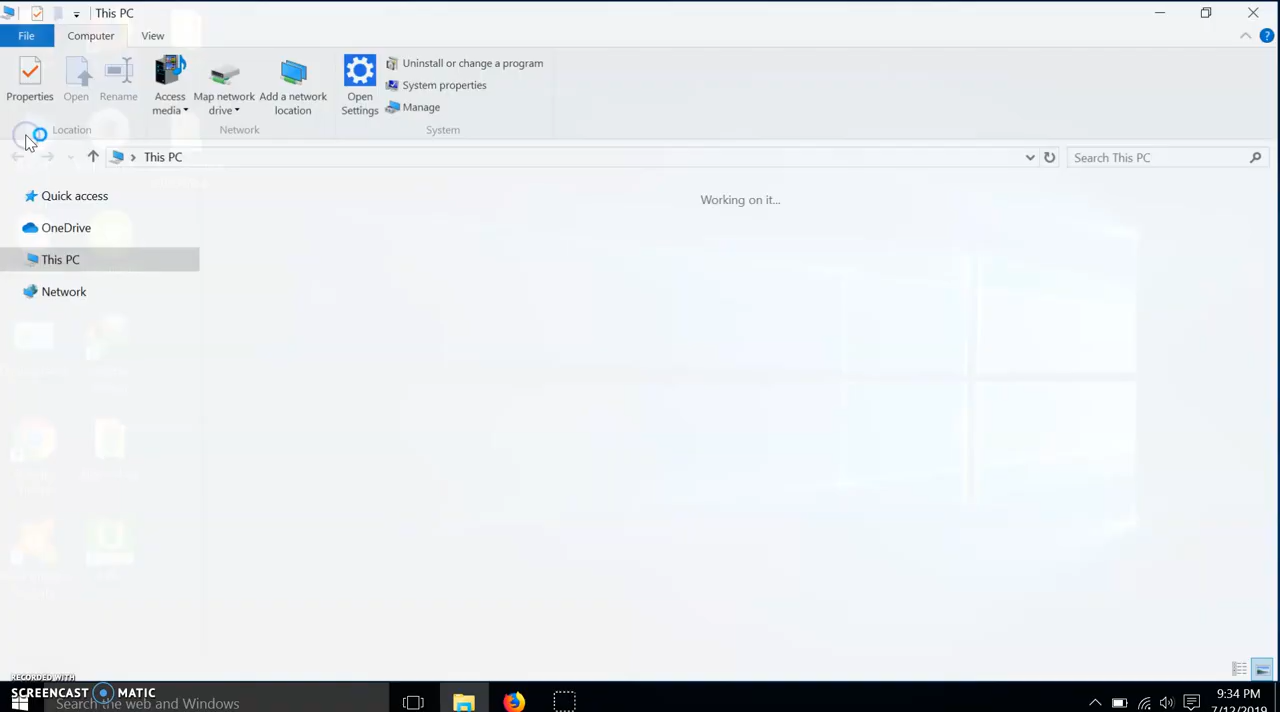 This PC
File
Computer
View
Properties
Open
Rename
Access media
Map network drive
Add a network location
Open Settings
Uninstall or change a program
System properties
Manage
Location
Network
System
This PC
Search This PC
Quick access
Working on it...
OneDrive
This PC
Network
RECORDED WITH
SCREENCAST MATIC
Search the web and Windows
9:34 PM
7/12/2019